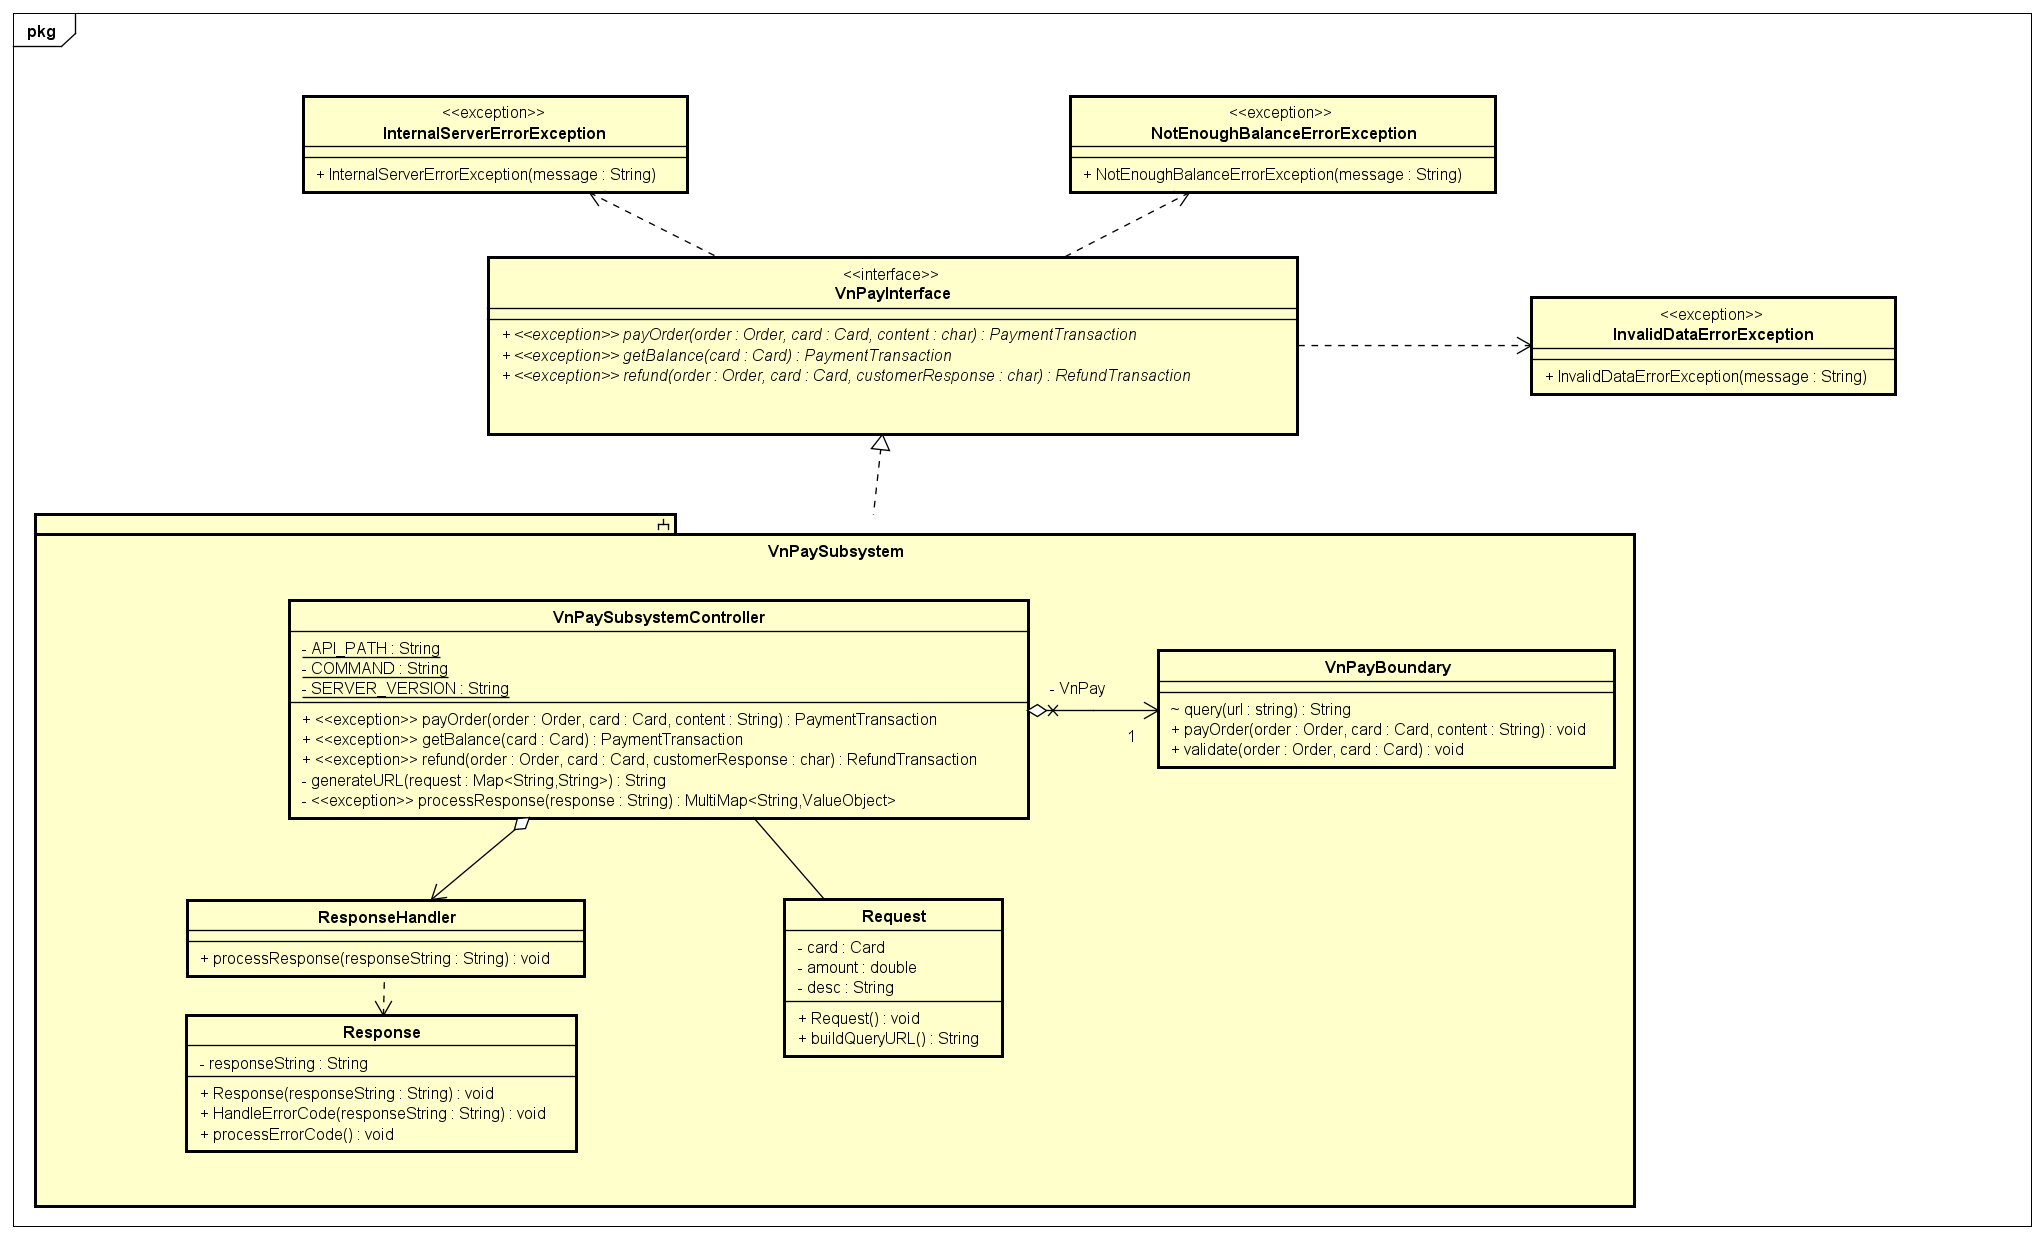 pkg
<<exception>>
InternalServerErrorException
+ InternalServerErrorException(message : String)
<<exception>>
NotEnoughBalanceErrorException
+ NotEnoughBalanceErrorException(message : String)
<<interface>>
VnPayInterface
+ <<exception>> payOrder(order : Order, card : Card, content : char) : PaymentTransaction
+ <<exception>> getBalance(card : Card) : PaymentTransaction
+ <<exception>> refund(order : Order, card : Card, customerResponse : char) : RefundTransaction
<<exception>>
InvalidDataErrorException
+ InvalidDataErrorException(message : String)
VnPaySubsystem
VnPaySubsystemController
- API_PATH : String
- COMMAND : String
- SERVER_VERSION : String
+ <<exception>> payOrder(order : Order, card : Card, content : String) : PaymentTransaction
+ <<exception>> getBalance(card : Card) : PaymentTransaction
+ <<exception>> refund(order : Order, card : Card, customerResponse : char) : RefundTransaction
- generateURL(request : Map<String,String>) : String
- <<exception>> processResponse(response : String) : MultiMap<String,ValueObject>
- VnPay
1
VnPayBoundary
~ query(url : string) : String
+ payOrder(order : Order, card : Card, content : String) : void
+ validate(order : Order, card : Card) : void
ResponseHandler
+ processResponse(responseString : String) : void
Request
- card : Card
- amount : double
- desc : String
+ Request() : void
+ buildQueryURL() : String
Response
- responseString : String
+ Response(responseString : String) : void
+ HandleErrorCode(responseString : String) : void
+ processErrorCode() : void